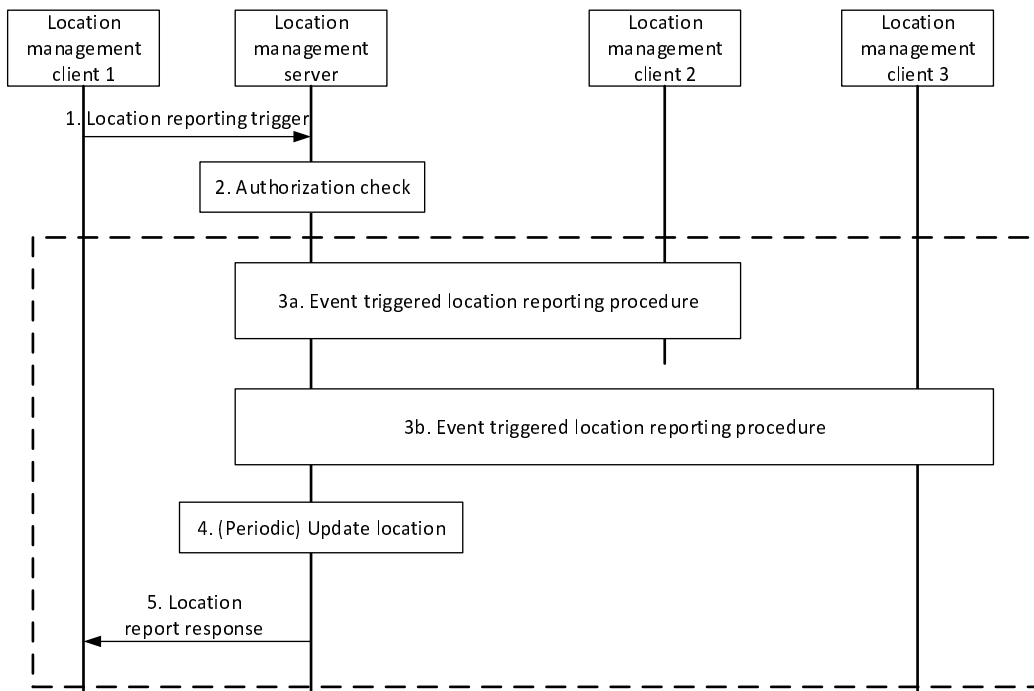 Location
management
client 1
Location
management
server
Location
management
client 2
Location
management
client 3
1. Location reporting trigger
2. Authorization check
3a. Event triggered location reporting procedure
3b. Event triggered location reporting procedure
4. (Periodic) Update location
5. Location
report response